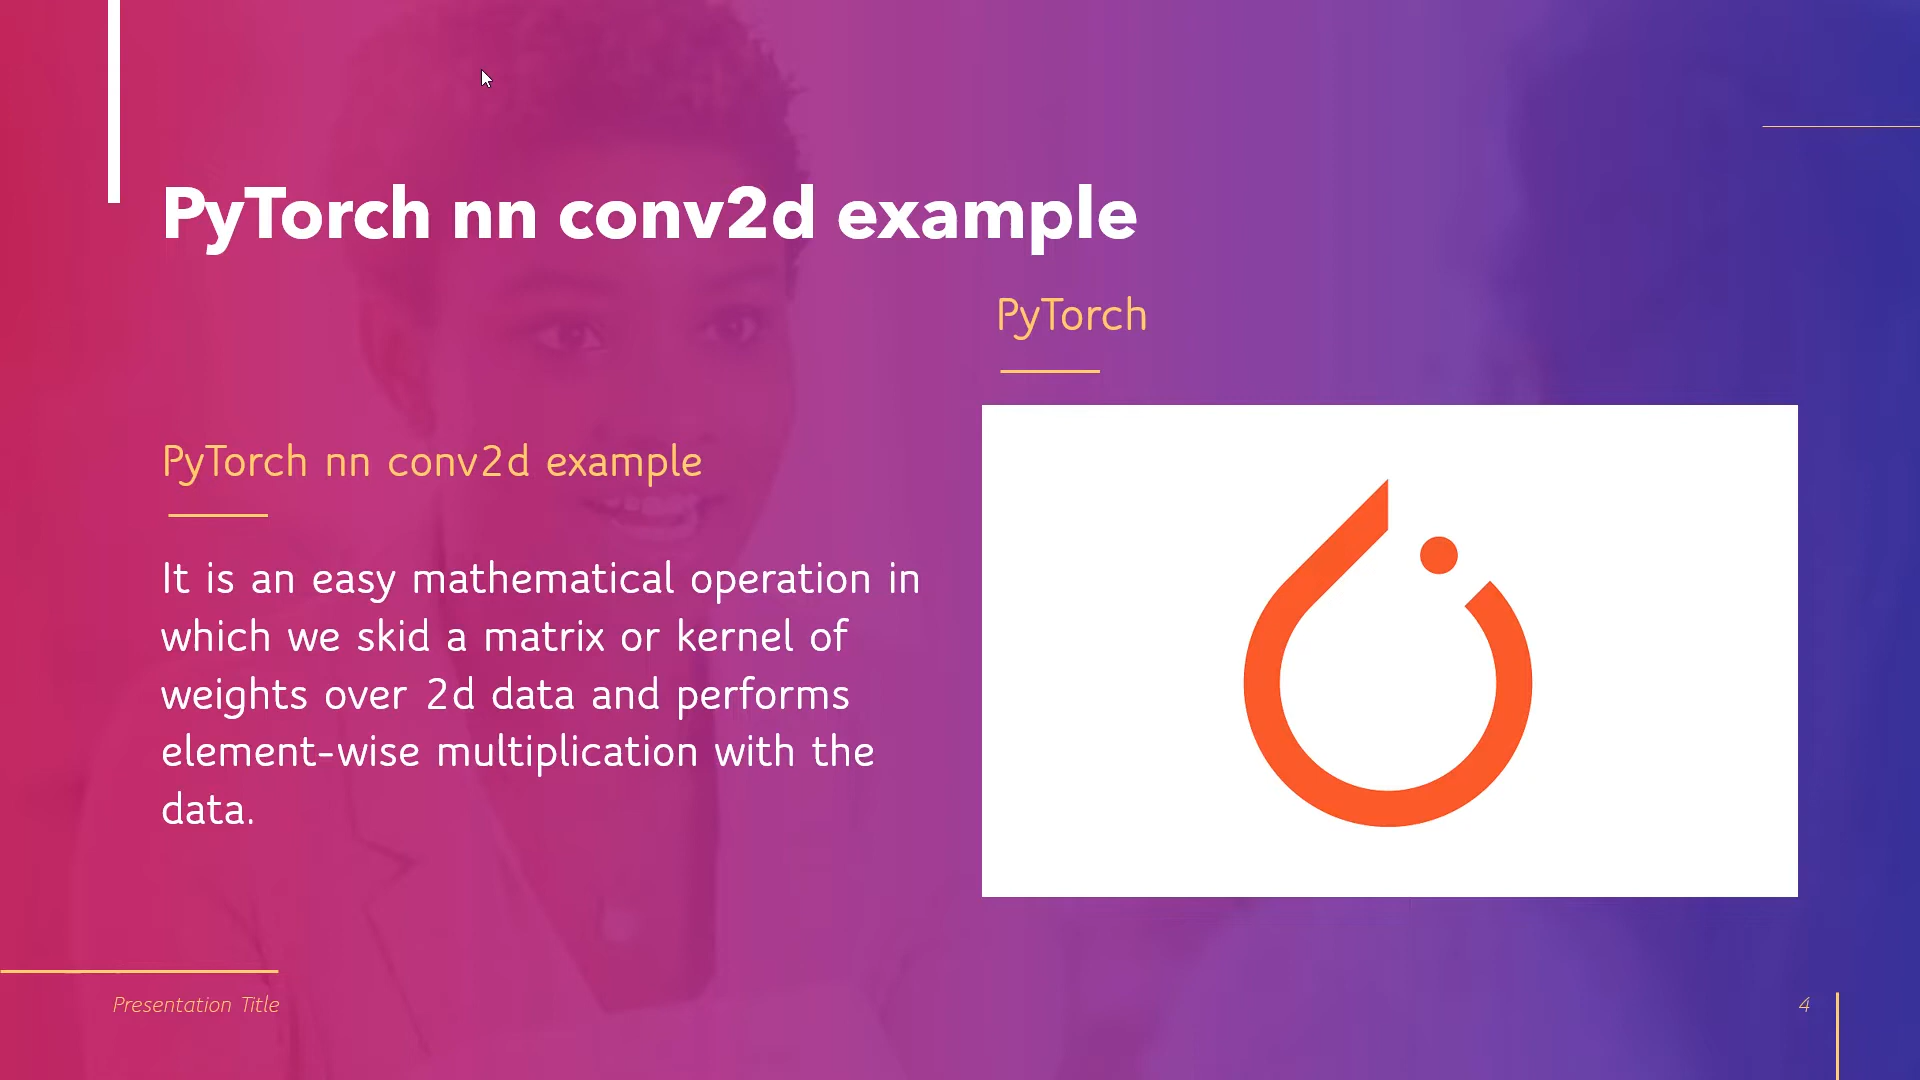 PyTorch nn conv2d example
PyTorch
PyTorch nn conv2d example
It is an easy mathematical operation in
which we skid a matrix or kernel of
weights over 2d data and performs
element-wise multiplication with the
data.
Presentation Title
4